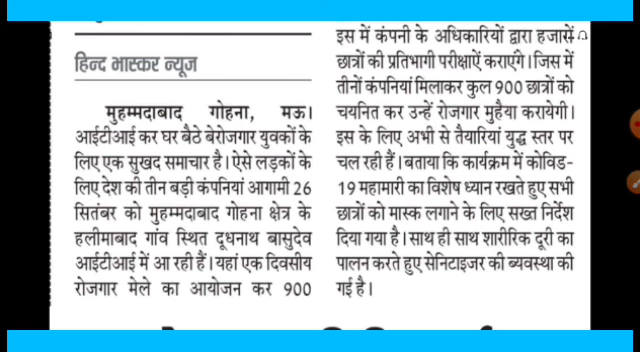 हिन्द भास्कर न्यूज
मुहम्मदाबाद गोहना, मऊ।
आईटीआई कर घर बैठे बेरोजगार युवकों के
लिए एक सुखद समाचार है। ऐसे लड़कों के
लिए देश की तीन बड़ी कंपनियां आगामी 26
सितंबर को मुहम्मदाबाद गोहना क्षेत्र के
हलीमाबाद गांव स्थित दूधनाथ बासुदेव
आईटीआई में आ रही हैं। यहां एक दिवसीय
रोजगार मेले का आयोजन कर 900
इस में कंपनी के अधिकारियों द्वारा हजारों
छात्रों की प्रतिभागी परीक्षाऐं कराएंगे। जिस में
तीनों कंपनियां मिलाकर कुल 900 छात्रों को
चयनित कर उन्हें रोजगार मुहैया करायेगी।
इस के लिए अभी से तैयारियां युद्ध स्तर पर
चल रही हैं। बताया कि कार्यक्रम में कोविड-
19 महामारी का विशेष ध्यान रखते हुए सभी
छात्रों को मास्क लगाने के लिए सख्त निर्देश
दिया गया है। साथ ही साथ शारीरिक दूरी का
पालन करते हुए सेनिटाइजर की ब्यवस्था की
गई है।